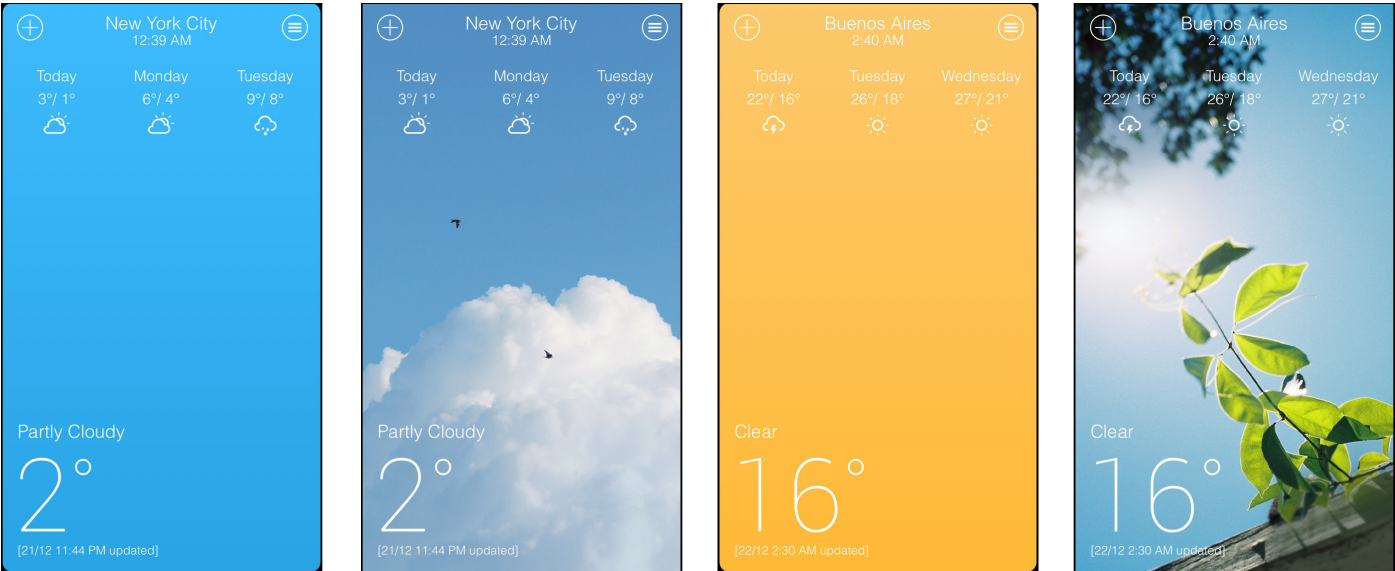 New York City
12:39 AM
Today Monday Tuesday
3°/ 1° 6°/ 4° 9°/ 8°
Partly Cloudy
2°
[21/12 11:44 PM updated]
New York City
12:39 AM
Today Monday Tuesday
3°/ 1° 6°/ 4° 9°/ 8°
Partly Cloudy
2°
[21/12 11:44 PM updated]
Buenos Aires
2:40 AM
Today Tuesday Wednesday
22°/ 16° 26°/ 18° 27°/ 21°
Clear
16°
[22/12 2:30 AM updated]
Buenos Aires
2:40 AM
Today Tuesday Wednesday
22°/ 16° 26°/ 18° 27°/ 21°
Clear
16°
[22/12 2:30 AM updated]